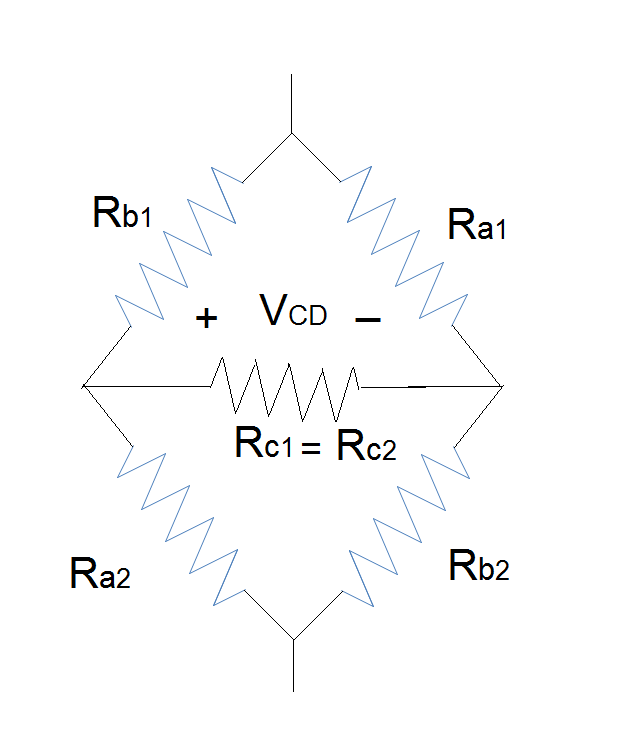 Rb1
Ra1
+ VCD –
Rc1 = Rc2
Ra2
Rb2